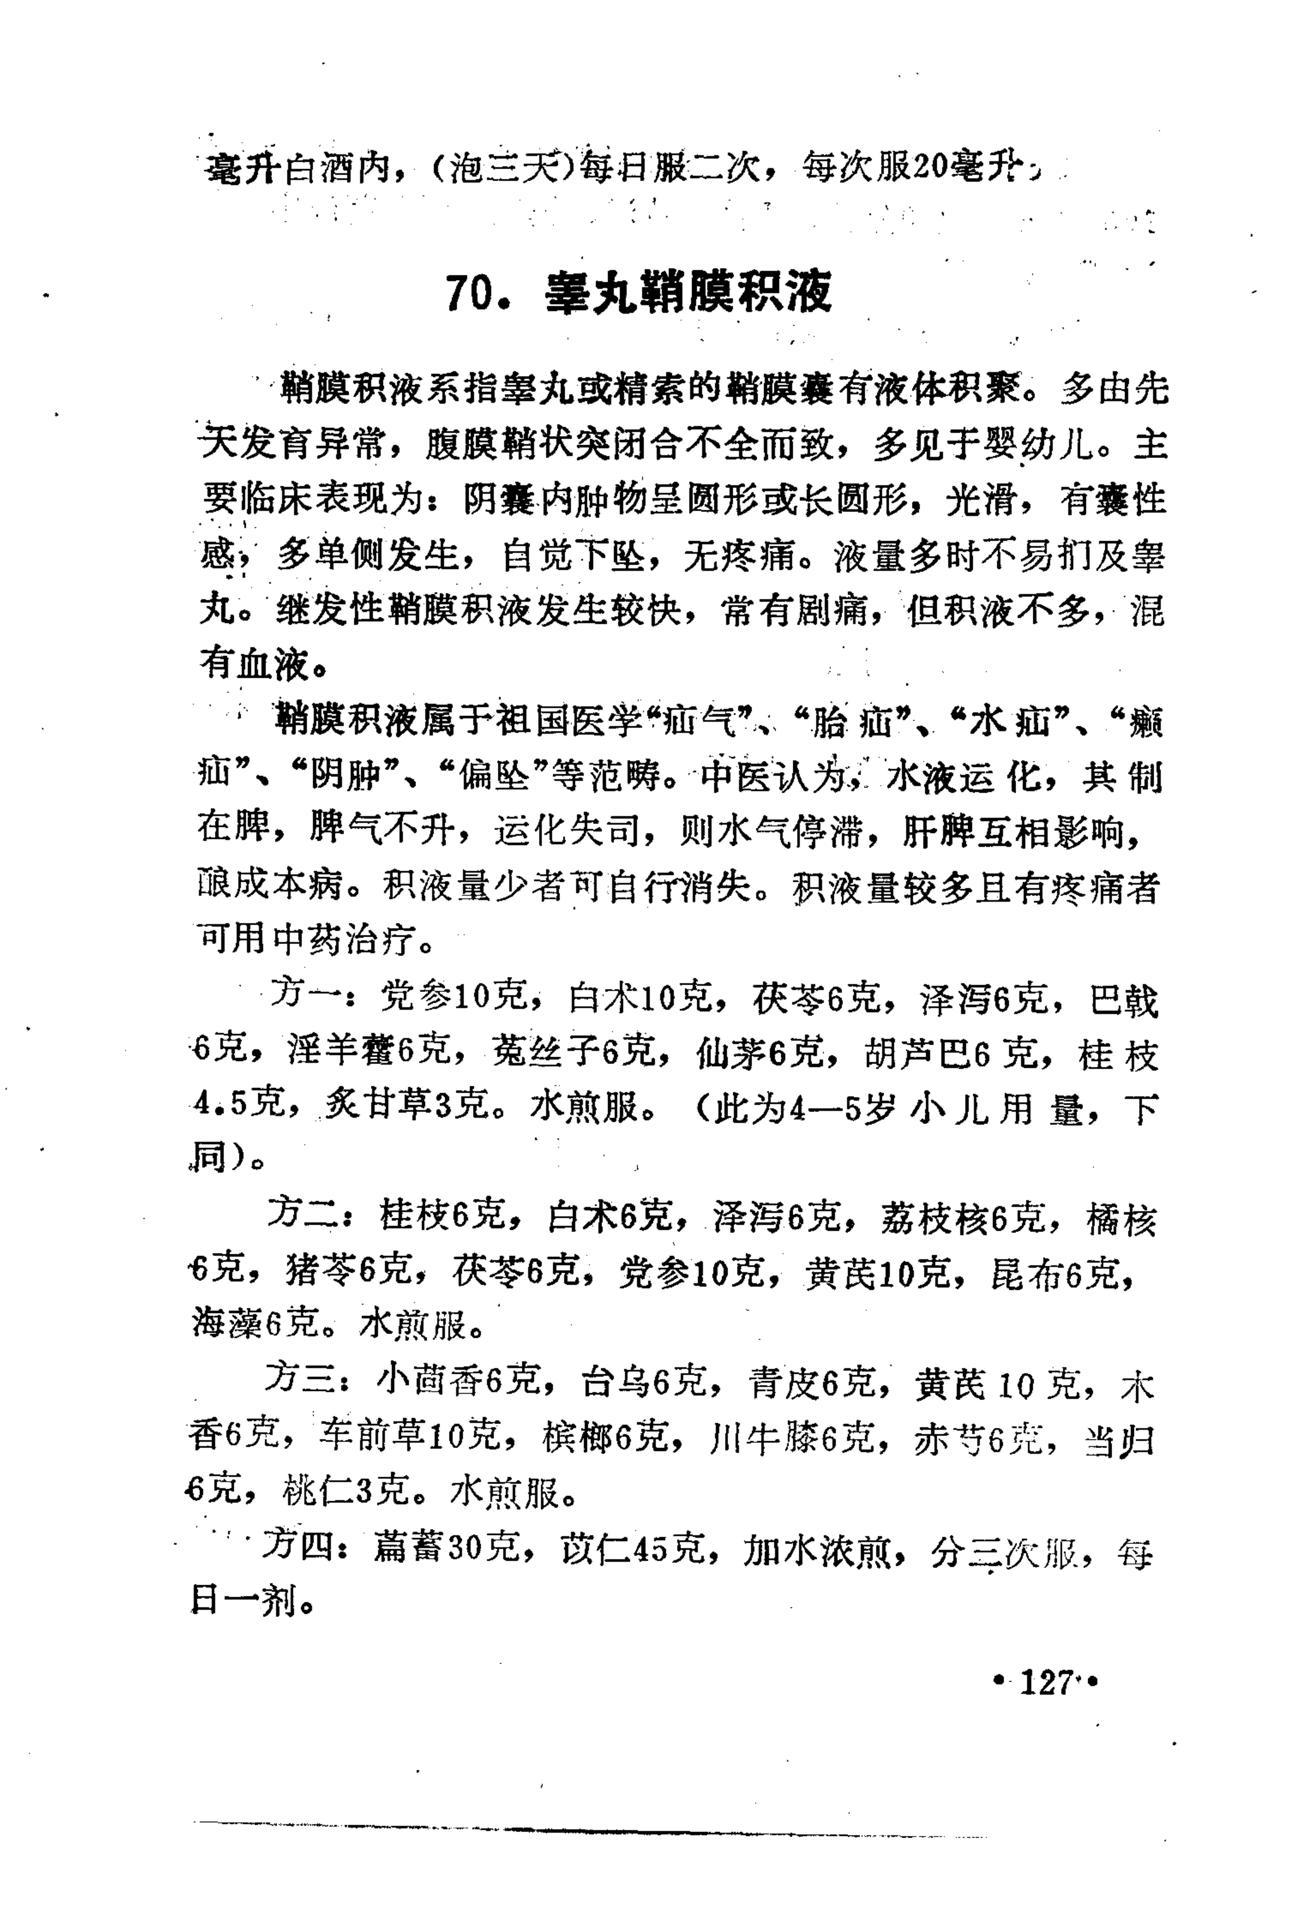 毫升白酒内，(泡三天)每日服二次，每次服20毫升。
70．睾丸鞘膜积液
鞘膜积液系指睾丸或精索的鞘膜囊有液体积聚。多由先
天发育异常，腹膜鞘状突闭合不全而致，多见于婴幼儿。主
要临床表现为：阴囊内肿物呈圆形或长圆形，光滑，有囊性
感，多单侧发生，自觉下坠，无疼痛。液量多时不易扪及睾
丸。继发性鞘膜积液发生较快，常有剧痛，但积液不多，混
有血液。
鞘膜积液属于祖国医学“疝气”、“胎疝”、“水疝”、“癞
疝”、“阴肿”、“偏坠”等范畴。中医认为，水液运化，其制
在脾，脾气不升，运化失司，则水气停滞，肝脾互相影响，
酿成本病。积液量少者可自行消失。积液量较多且有疼痛者
可用中药治疗。
方一：党参10克，白术10克，茯苓6克，泽泻6克，巴戟
6克，淫羊藿6克，菟丝子6克，仙茅6克，胡芦巴6克，桂枝
4.5克，炙甘草3克。水煎服。（此为4—5岁小儿用量，下
同）。
方二：桂枝6克，白术6克，泽泻6克，荔枝核6克，橘核
6克，猪苓6克，茯苓6克，党参10克，黄芪10克，昆布6克，
海藻6克。水煎服。
方三：小茴香6克，台乌6克，青皮6克，黄芪10克，木
香6克，车前草10克，槟榔6克，川牛膝6克，赤芍6克，当归
6克，桃仁3克。水煎服。
方四：萹蓄30克，苡仁45克，加水浓煎，分三次服，每
日一剂。
•127•